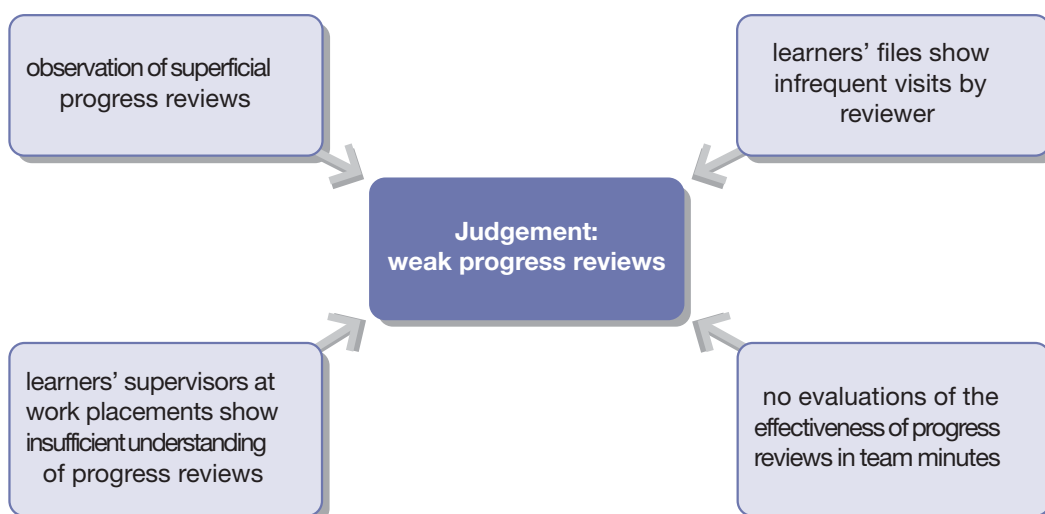 observation of superficial
progress reviews
learners’ files show
infrequent visits by
reviewer
Judgement:
weak progress reviews
learners’ supervisors at
work placements show
insufficient understanding
of progress reviews
no evaluations of the
effectiveness of progress
reviews in team minutes